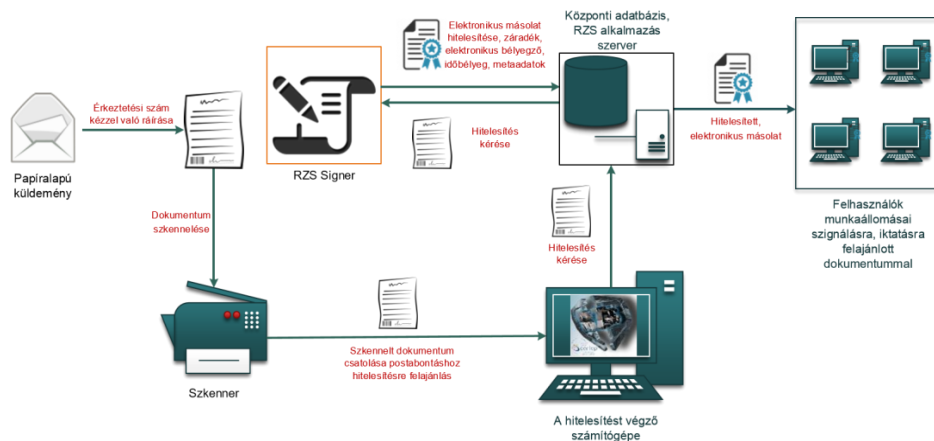 Elektronikus másolat
hitelesítése, záradék,
elektronikus bélyegző,
időbélyeg, metaadatok
Központi adatbázis,
RZS alkalmazás
szerver
Érkeztetési szám
kézzel való ráírása
Papíralapú
küldemény
RZS Signer
Hitelesítés
kérése
Hitelesített,
elektronikus másolat
Felhasználók
munkaállomásai
szignálásra, iktatásra
felajánlott
dokumentummal
Dokumentum
szkennelése
Hitelesítés
kérése
Szkenner
Szkennelt dokumentum
csatolása postabontáshoz
hitelesítésre felajánlás
A hitelesítést végző
számítógépe